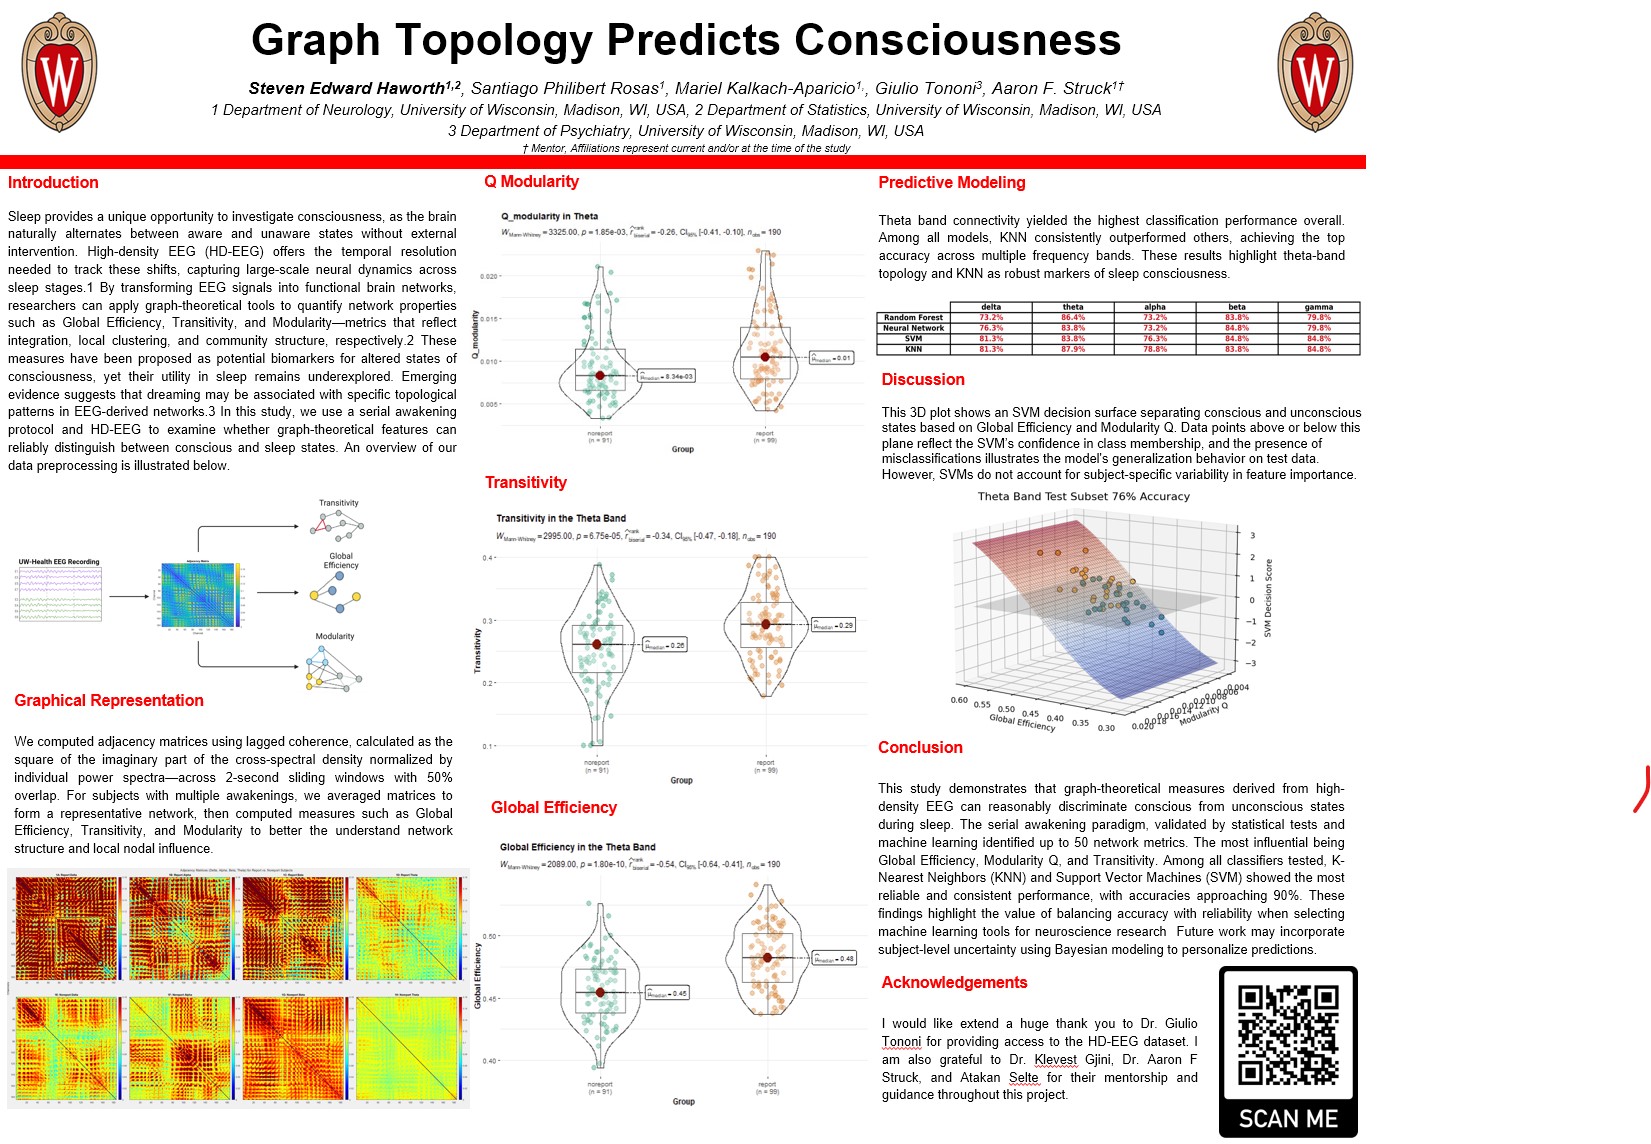 Graph Topology Predicts Consciousness
Steven Edward Haworth1,2, Santiago Philibert Rosas1, Mariel Kalkach-Aparicio1,, Giulio Tononi3, Aaron F. Struck1†
1 Department of Neurology, University of Wisconsin, Madison, WI, USA, 2 Department of Statistics, University of Wisconsin, Madison, WI, USA
3 Department of Psychiatry, University of Wisconsin, Madison, WI, USA
† Mentor, Affiliations represent current and/or at the time of the study
W
W
Introduction
Sleep provides a unique opportunity to investigate consciousness, as the brain
naturally alternates between aware and unaware states without external
intervention. High-density EEG (HD-EEG) offers the temporal resolution
needed to track these shifts, capturing large-scale neural dynamics across
sleep stages.1 By transforming EEG signals into functional brain networks,
researchers can apply graph-theoretical tools to quantify network properties
such as Global Efficiency, Transitivity, and Modularity—metrics that reflect
integration, local clustering, and community structure, respectively.2 These
measures have been proposed as potential biomarkers for altered states of
consciousness, yet their utility in sleep remains underexplored. Emerging
evidence suggests that dreaming may be associated with specific topological
patterns in EEG-derived networks.3 In this study, we use a serial awakening
protocol and HD-EEG to examine whether graph-theoretical features can
reliably distinguish between conscious and sleep states. An overview of our
data preprocessing is illustrated below.
UW-Health EEG Recording
Transitivity
Global
Efficiency
Modularity
Graphical Representation
We computed adjacency matrices using lagged coherence, calculated as the
square of the imaginary part of the cross-spectral density normalized by
individual power spectra—across 2-second sliding windows with 50%
overlap. For subjects with multiple awakenings, we averaged matrices to
form a representative network, then computed measures such as Global
Efficiency, Transitivity, and Modularity to better the understand network
structure and local nodal influence.
Q Modularity
Q_modularity in Theta
W Mann-Whitney = 3325.00, p = 1.85e-03, r rank biserial = -0.26, CI95% [-0.41, -0.10], n obs = 190
Q_modularity
0.020
0.015
0.010
0.005
μ median = 8.34e-03
μ median = 0.01
noreport
(n = 91)
report
(n = 99)
Group
Transitivity
Transitivity in the Theta Band
W Mann-Whitney = 2995.00, p = 6.75e-05, r rank biserial = -0.34, CI95% [-0.47, -0.18], n obs = 190
Transitivity
0.4
0.3
0.2
0.1
μ median = 0.26
μ median = 0.29
noreport
(n = 91)
report
(n = 99)
Group
Global Efficiency
Global Efficiency in the Theta Band
W Mann-Whitney = 2089.00, p = 1.80e-10, r rank biserial = -0.54, CI95% [-0.64, -0.41], n obs = 190
Global Efficiency
0.50
0.45
0.40
μ median = 0.45
μ median = 0.48
noreport
(n = 91)
report
(n = 99)
Group
Predictive Modeling
Theta band connectivity yielded the highest classification performance overall.
Among all models, KNN consistently outperformed others, achieving the top
accuracy across multiple frequency bands. These results highlight theta-band
topology and KNN as robust markers of sleep consciousness.
delta theta alpha beta gamma
Random Forest 73.2% 86.4% 73.2% 83.8% 79.8%
Neural Network 76.3% 83.8% 73.2% 84.8% 79.8%
SVM 81.3% 83.8% 76.3% 84.8% 84.8%
KNN 81.3% 87.9% 78.8% 83.8% 84.8%
Discussion
This 3D plot shows an SVM decision surface separating conscious and unconscious
states based on Global Efficiency and Modularity Q. Data points above or below this
plane reflect the SVM's confidence in class membership, and the presence of
misclassifications illustrates the model's generalization behavior on test data.
However, SVMs do not account for subject-specific variability in feature importance.
Theta Band Test Subset 76% Accuracy
3
2
1
0
−1
−2
−3
SVM Decision Score
0.60 0.55 0.50 0.45 0.40 0.35 0.30
Global Efficiency
0.020 0.018 0.016 0.014 0.012 0.010 0.008 0.006 0.004
Modularity Q
Conclusion
This study demonstrates that graph-theoretical measures derived from high-
density EEG can reasonably discriminate conscious from unconscious states
during sleep. The serial awakening paradigm, validated by statistical tests and
machine learning identified up to 50 network metrics. The most influential being
Global Efficiency, Modularity Q, and Transitivity. Among all classifiers tested, K-
Nearest Neighbors (KNN) and Support Vector Machines (SVM) showed the most
reliable and consistent performance, with accuracies approaching 90%. These
findings highlight the value of balancing accuracy with reliability when selecting
machine learning tools for neuroscience research Future work may incorporate
subject-level uncertainty using Bayesian modeling to personalize predictions.
Acknowledgements
I would like extend a huge thank you to Dr. Giulio
Tononi for providing access to the HD-EEG dataset. I
am also grateful to Dr. Klevest Gjini, Dr. Aaron F
Struck, and Atakan Selte for their mentorship and
guidance throughout this project.
SCAN ME